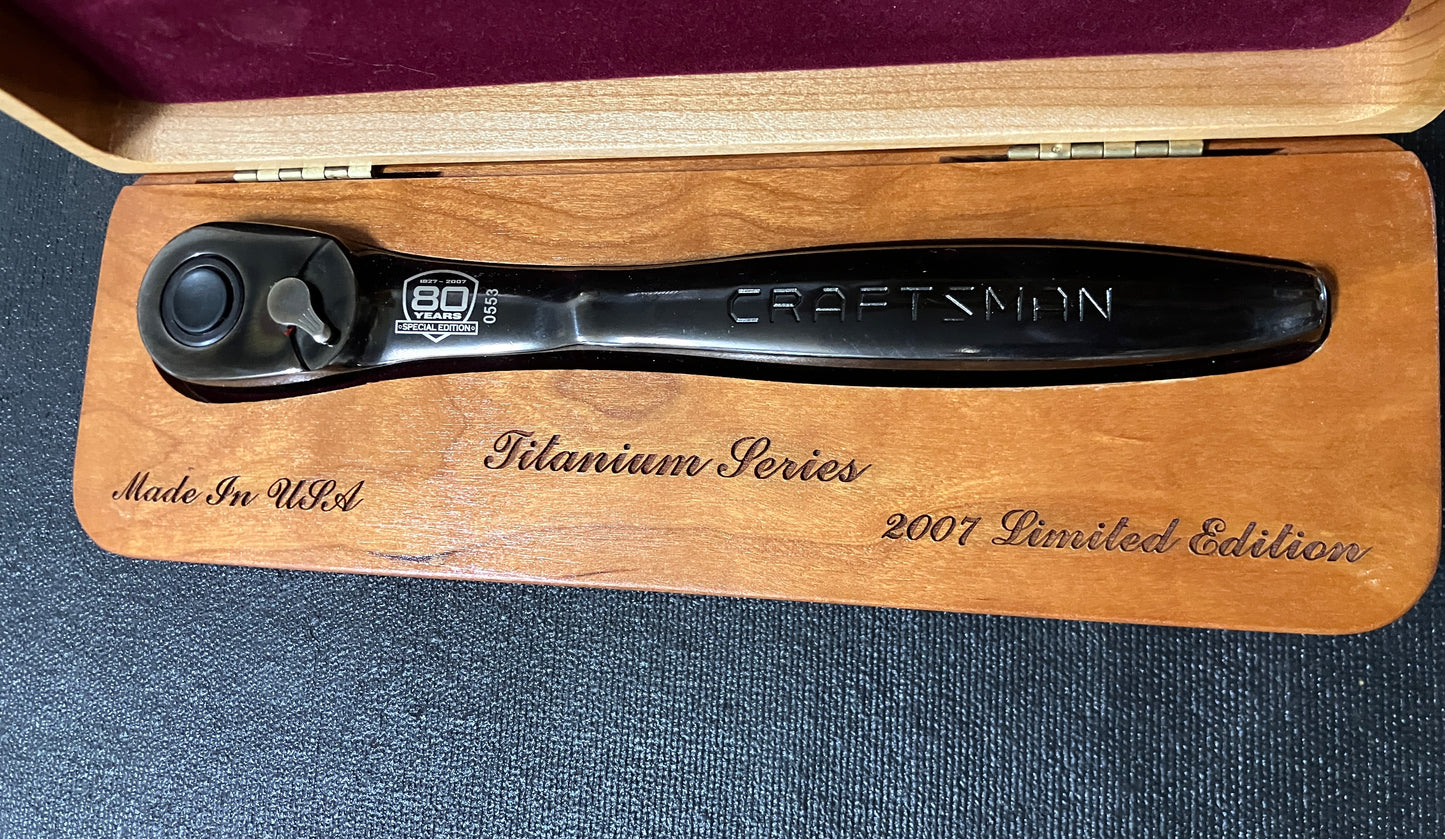 1927 - 2007
80
YEARS
SPECIAL EDITION
0553
CRAFTSMAN
Titanium Series
Made In USA
2007 Limited Edition